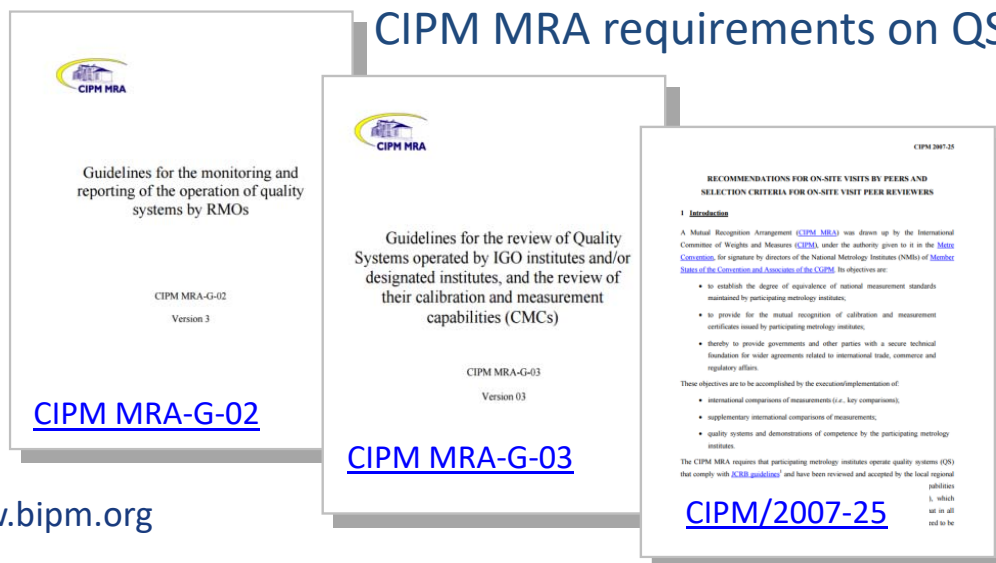 CIPM MRA requirements on QS
CIPM MRA
Guidelines for the monitoring and
reporting of the operation of quality
systems by RMOs
CIPM MRA-G-02
Version 3
CIPM MRA-G-02
CIPM MRA
Guidelines for the review of Quality
Systems operated by IGO institutes and/or
designated institutes, and the review of
their calibration and measurement
capabilities (CMCs)
CIPM MRA-G-03
Version 03
CIPM MRA-G-03
CIPM 2007-25
RECOMMENDATIONS FOR ON-SITE VISITS BY PEERS AND
SELECTION CRITERIA FOR ON-SITE VISIT PEER REVIEWERS
1 Introduction
A Mutual Recognition Arrangement (CIPM MRA) was drawn up by the International
Committee of Weights and Measures (CIPM), under the authority given to it in the Metre
Convention, for signature by directors of the National Metrology Institutes (NMIs) of Member
States of the Convention and Associates of the CGPM. Its objectives are:
• to establish the degree of equivalence of national measurement standards
maintained by participating metrology institutes;
• to provide for the mutual recognition of calibration and measurement
certificates issued by participating metrology institutes;
• thereby to provide governments and other parties with a secure technical
foundation for wider agreements related to international trade, commerce and
regulatory affairs.
These objectives are to be accomplished by the execution/implementation of:
• international comparisons of measurements (i.e., key comparisons);
• supplementary international comparisons of measurements;
• quality systems and demonstrations of competence by the participating metrology
institutes.
The CIPM MRA requires that participating metrology institutes operate quality systems (QS)
that comply with JCRB guidelines¹ and have been reviewed and accepted by the local regional
pabilities
), which
at in all
ed to be
CIPM/2007-25
w.bipm.org